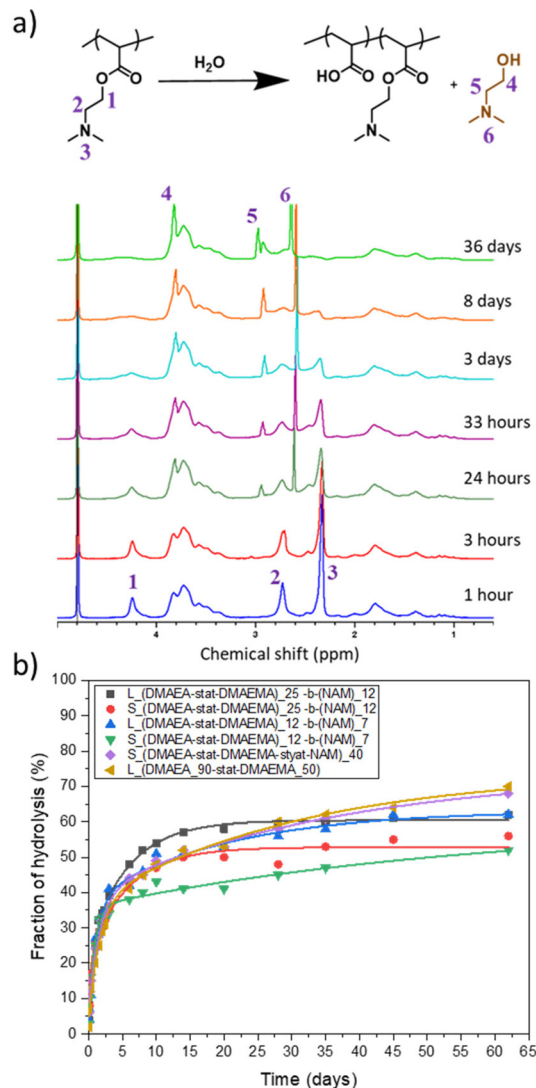 a)
H₂O
O
O
HO
O
O
O
OH
N
N
N
+
1
2
3
4
5
6
4
5
6
36 days
8 days
3 days
33 hours
24 hours
3 hours
1 hour
1
2
3
4
3
2
1
Chemical shift (ppm)
b)
L_(DMAEA-stat-DMAEMA)_25 -b-(NAM)_12
S_(DMAEA-stat-DMAEMA)_25 -b-(NAM)_12
L_(DMAEA-stat-DMAEMA)_12 -b-(NAM)_7
S_(DMAEA-stat-DMAEMA)_12 -b-(NAM)_7
S_(DMAEA-stat-DMAEMA-styat-NAM)_40
L_(DMAEA_90-stat-DMAEMA_50)
Fraction of hydrolysis (%)
100
90
80
70
60
50
40
30
20
10
0
0 5 10 15 20 25 30 35 40 45 50 55 60 65
Time (days)